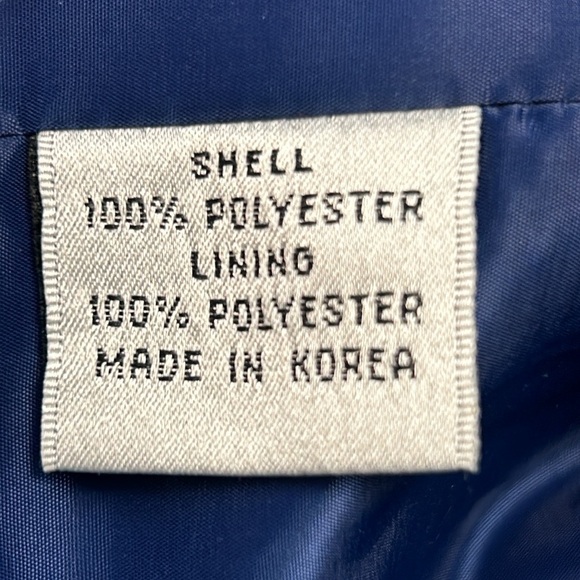 SHELL
100% POLYESTER
LINING
100% POLYESTER
MADE IN KOREA